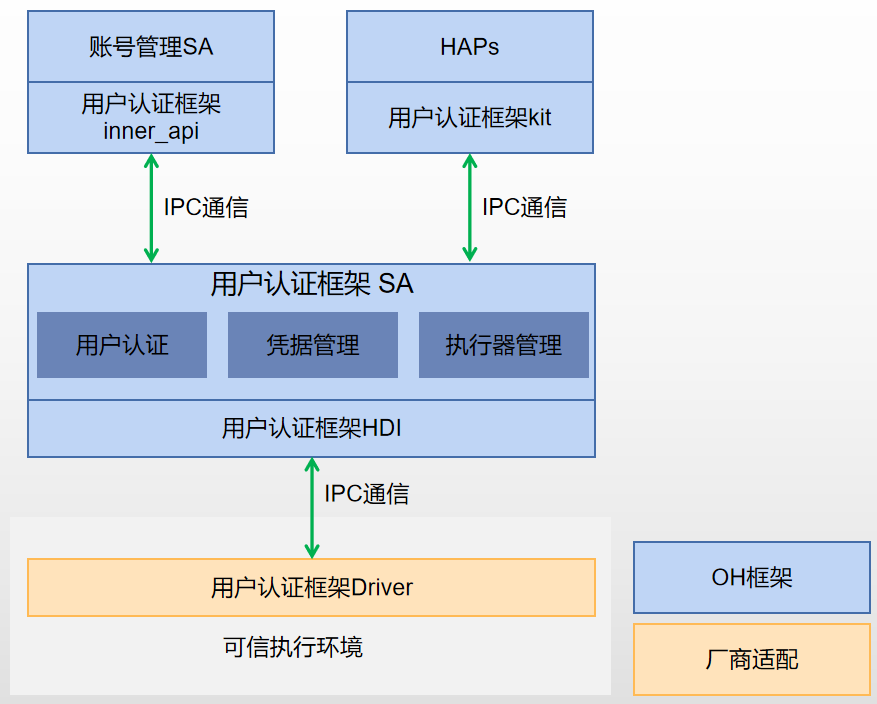 账号管理SA
HAPs
用户认证框架
inner_api
用户认证框架kit
IPC通信
IPC通信
用户认证框架 SA
用户认证
凭据管理
执行器管理
用户认证框架HDI
IPC通信
用户认证框架Driver
可信执行环境
OH框架
厂商适配